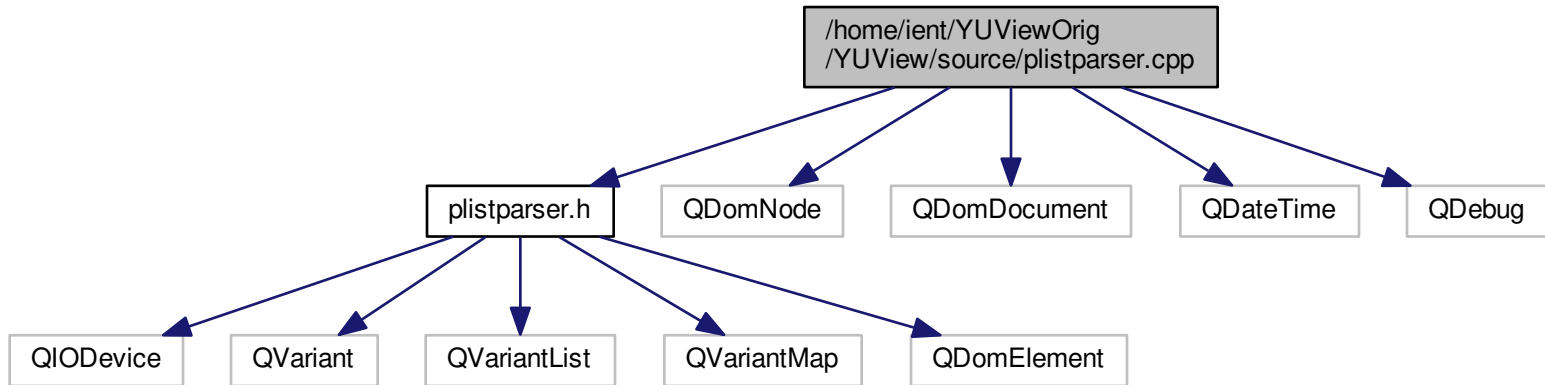 /home/ient/YUViewOrig
/YUView/source/plistparser.cpp
plistparser.h
QDomNode
QDomDocument
QDateTime
QDebug
QIODevice
QVariant
QVariantList
QVariantMap
QDomElement